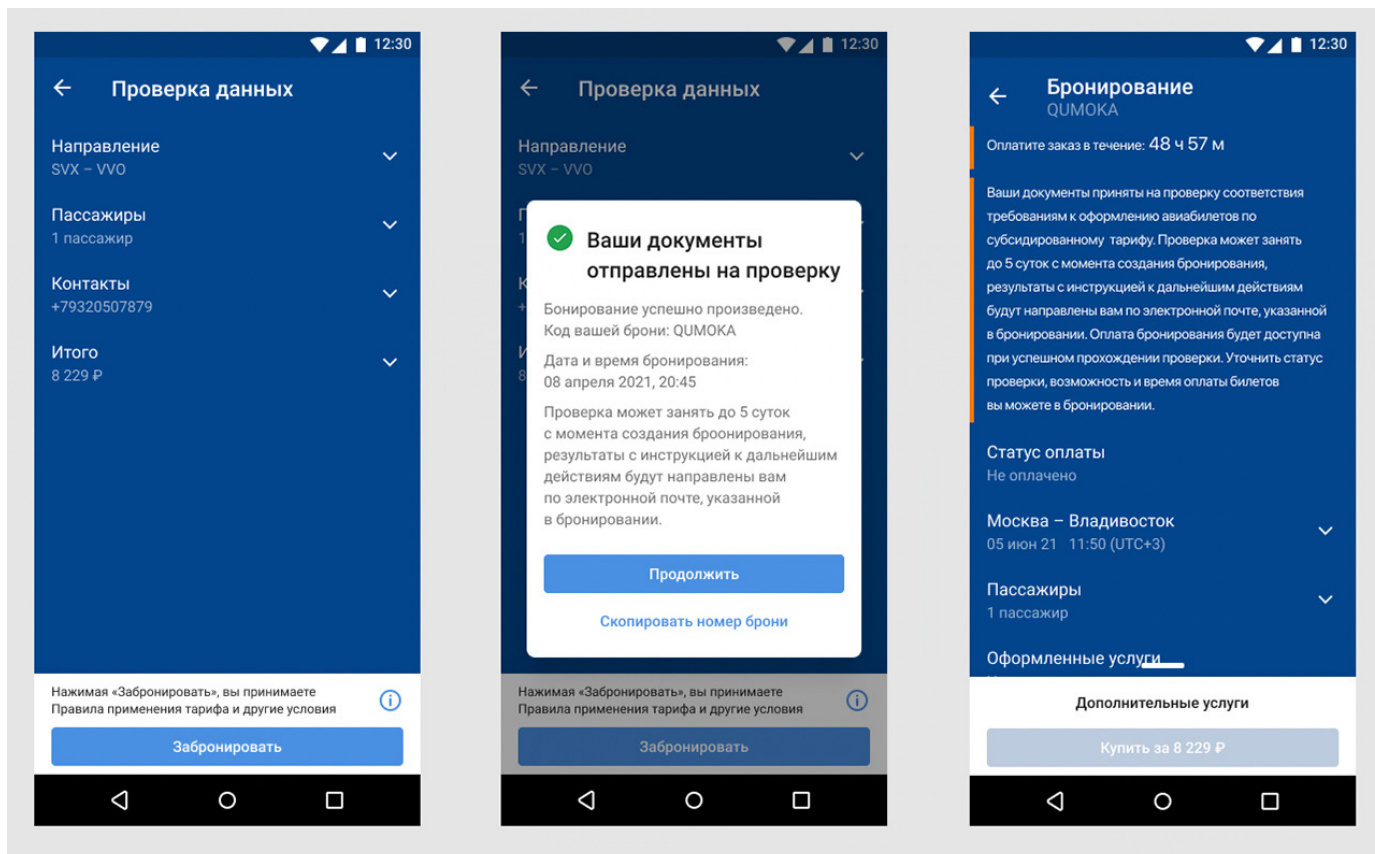 12:30
Проверка данных
Направление
SVX – VVO
Пассажиры
1 пассажир
Контакты
+79320507879
Итого
8 229 ₽
Нажимая «Забронировать», вы принимаете
Правила применения тарифа и другие условия
Забронировать
12:30
Проверка данных
Направление
SVX – VVO
Ваши документы
отправлены на проверку
Бонирование успешно произведено.
Код вашей брони: QUMOKA
Дата и время бронирования:
08 апреля 2021, 20:45
Проверка может занять до 5 суток
с момента создания броонирования,
результаты с инструкцией к дальнейшим
действиям будут направлены вам
по электронной почте, указанной
в бронировании.
Продолжить
Скопировать номер брони
Нажимая «Забронировать», вы принимаете
Правила применения тарифа и другие условия
Забронировать
12:30
Бронирование
QUMOKA
Оплатите заказ в течение: 48 ч 57 м
Ваши документы приняты на проверку соответствия
требованиям к оформлению авиабилетов по
субсидированному тарифу. Проверка может занять
до 5 суток с момента создания бронирования,
результаты с инструкцией к дальнейшим действиям
будут направлены вам по электронной почте, указанной
в бронировании. Оплата бронирования будет доступна
при успешном прохождении проверки. Уточнить статус
проверки, возможность и время оплаты билетов
вы можете в бронировании.
Статус оплаты
Не оплачено
Москва – Владивосток
05 июн 21 11:50 (UTC+3)
Пассажиры
1 пассажир
Оформленные услуги
Дополнительные услуги
Купить за 8 229 ₽